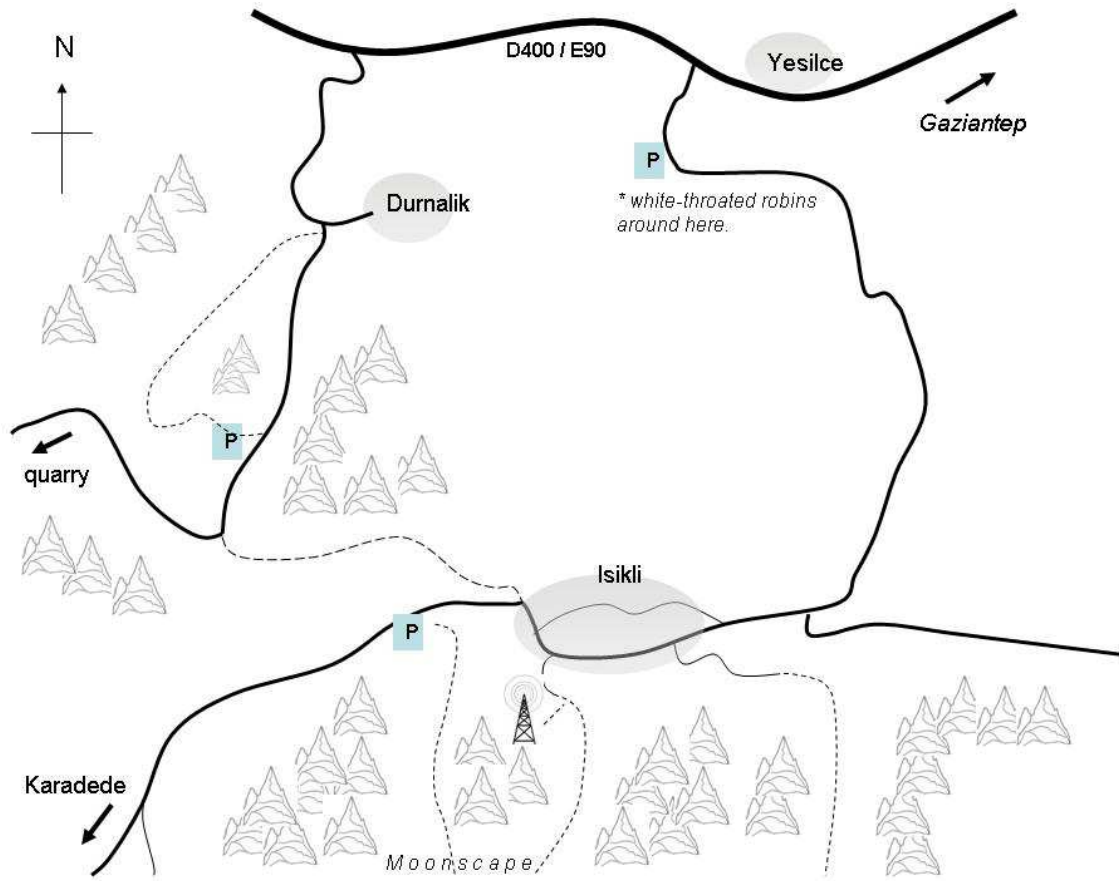 N
D400 / E90
Yesilce
Gaziantep
P
* white-throated robins
around here.
Durnalik
P
quarry
Isikli
P
Karadede
Moonscape